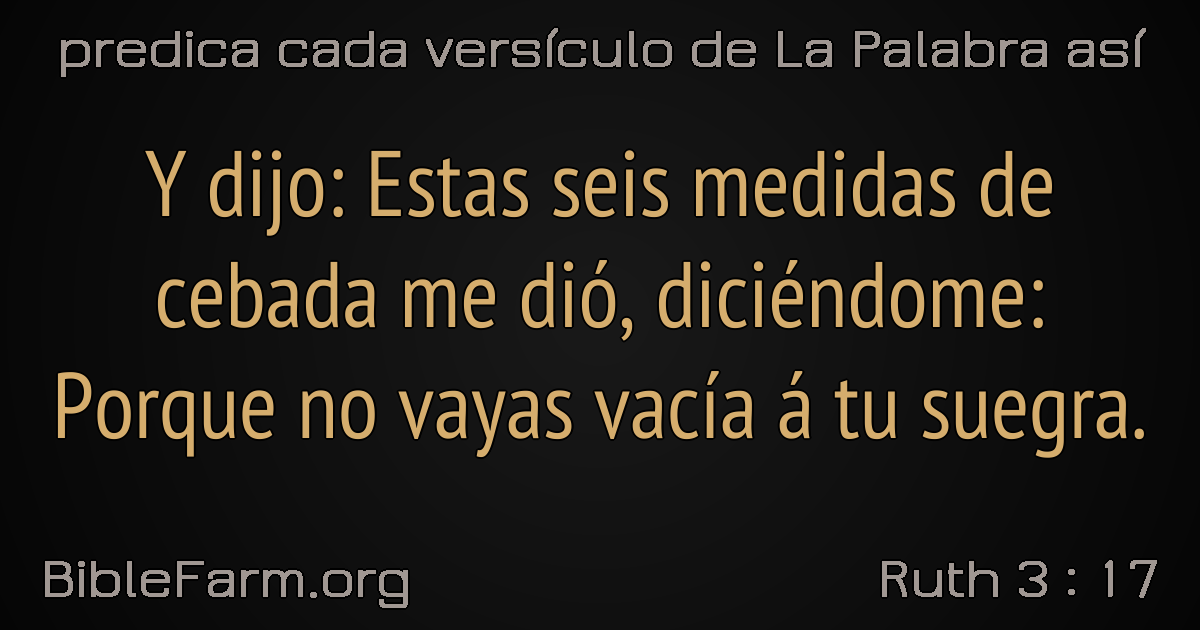 predica cada versículo de La Palabra así
Y dijo: Estas seis medidas de
cebada me dió, diciéndome:
Porque no vayas vacía á tu suegra.
BibleFarm.org
Ruth 3 : 17